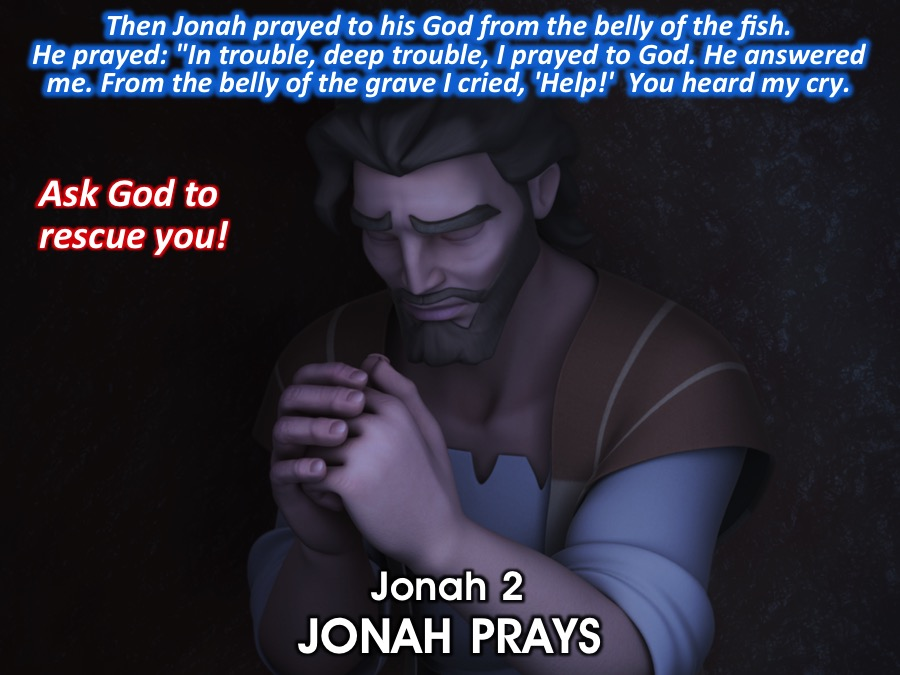 Then Jonah prayed to his God from the belly of the fish.
He prayed: "In trouble, deep trouble, I prayed to God. He answered
me. From the belly of the grave I cried, 'Help!'  You heard my cry.
Ask God to
rescue you!
Jonah 2
JONAH PRAYS